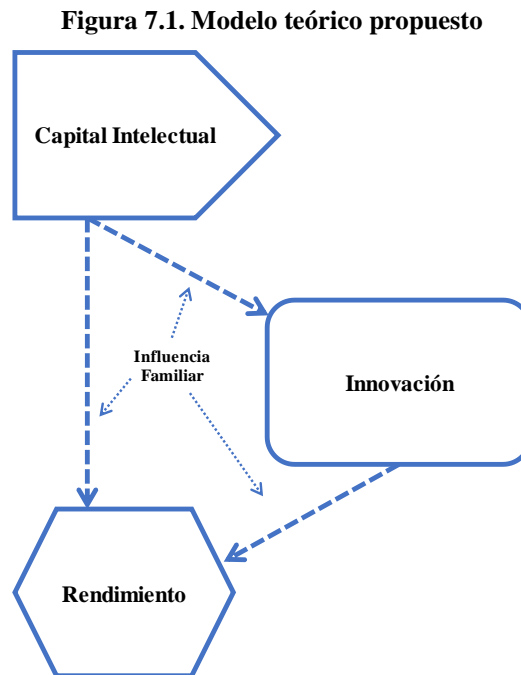 Figura 7.1. Modelo teórico propuesto
Capital Intelectual
Influencia
Familiar
Innovación
Rendimiento